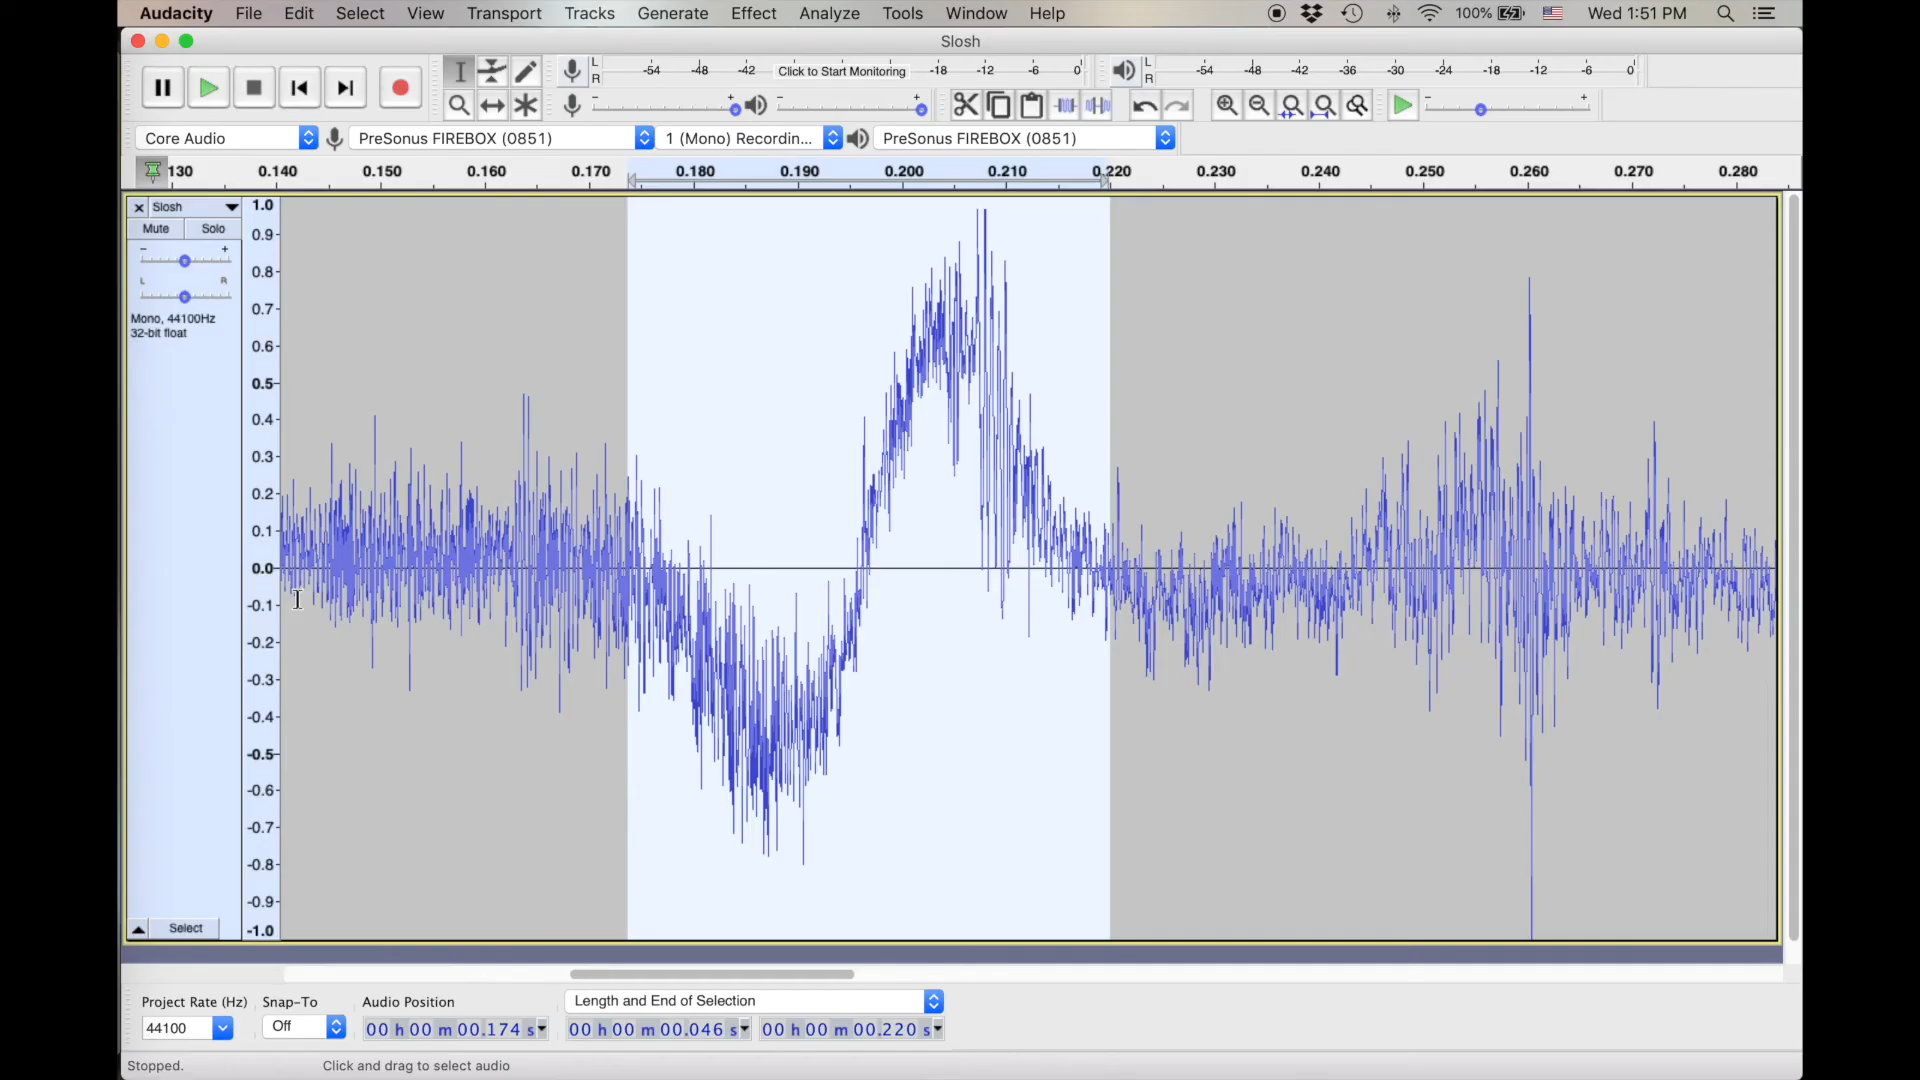 Audacity File Edit Select View Transport Tracks Generate Effect Analyze Tools Window Help 100% Wed 1:51 PM
Slosh
L
R
-54 -48 -42 Click to Start Monitoring -18 -12 -6 0
L
R
-54 -48 -42 -36 -30 -24 -18 -12 -6 0
- + - + - +
Core Audio PreSonus FIREBOX (0851) 1 (Mono) Recordin... PreSonus FIREBOX (0851)
130 0.140 0.150 0.160 0.170 0.180 0.190 0.200 0.210 0.220 0.230 0.240 0.250 0.260 0.270 0.280
Slosh
Mute Solo
- +
L R
Mono, 44100Hz
32-bit float
Select
1.0
0.9
0.8
0.7
0.6
0.5
0.4
0.3
0.2
0.1
0.0
-0.1
-0.2
-0.3
-0.4
-0.5
-0.6
-0.7
-0.8
-0.9
-1.0
Project Rate (Hz) Snap-To Audio Position Length and End of Selection
44100 Off 00 h 00 m 00.174 s 00 h 00 m 00.046 s 00 h 00 m 00.220 s
Stopped. Click and drag to select audio